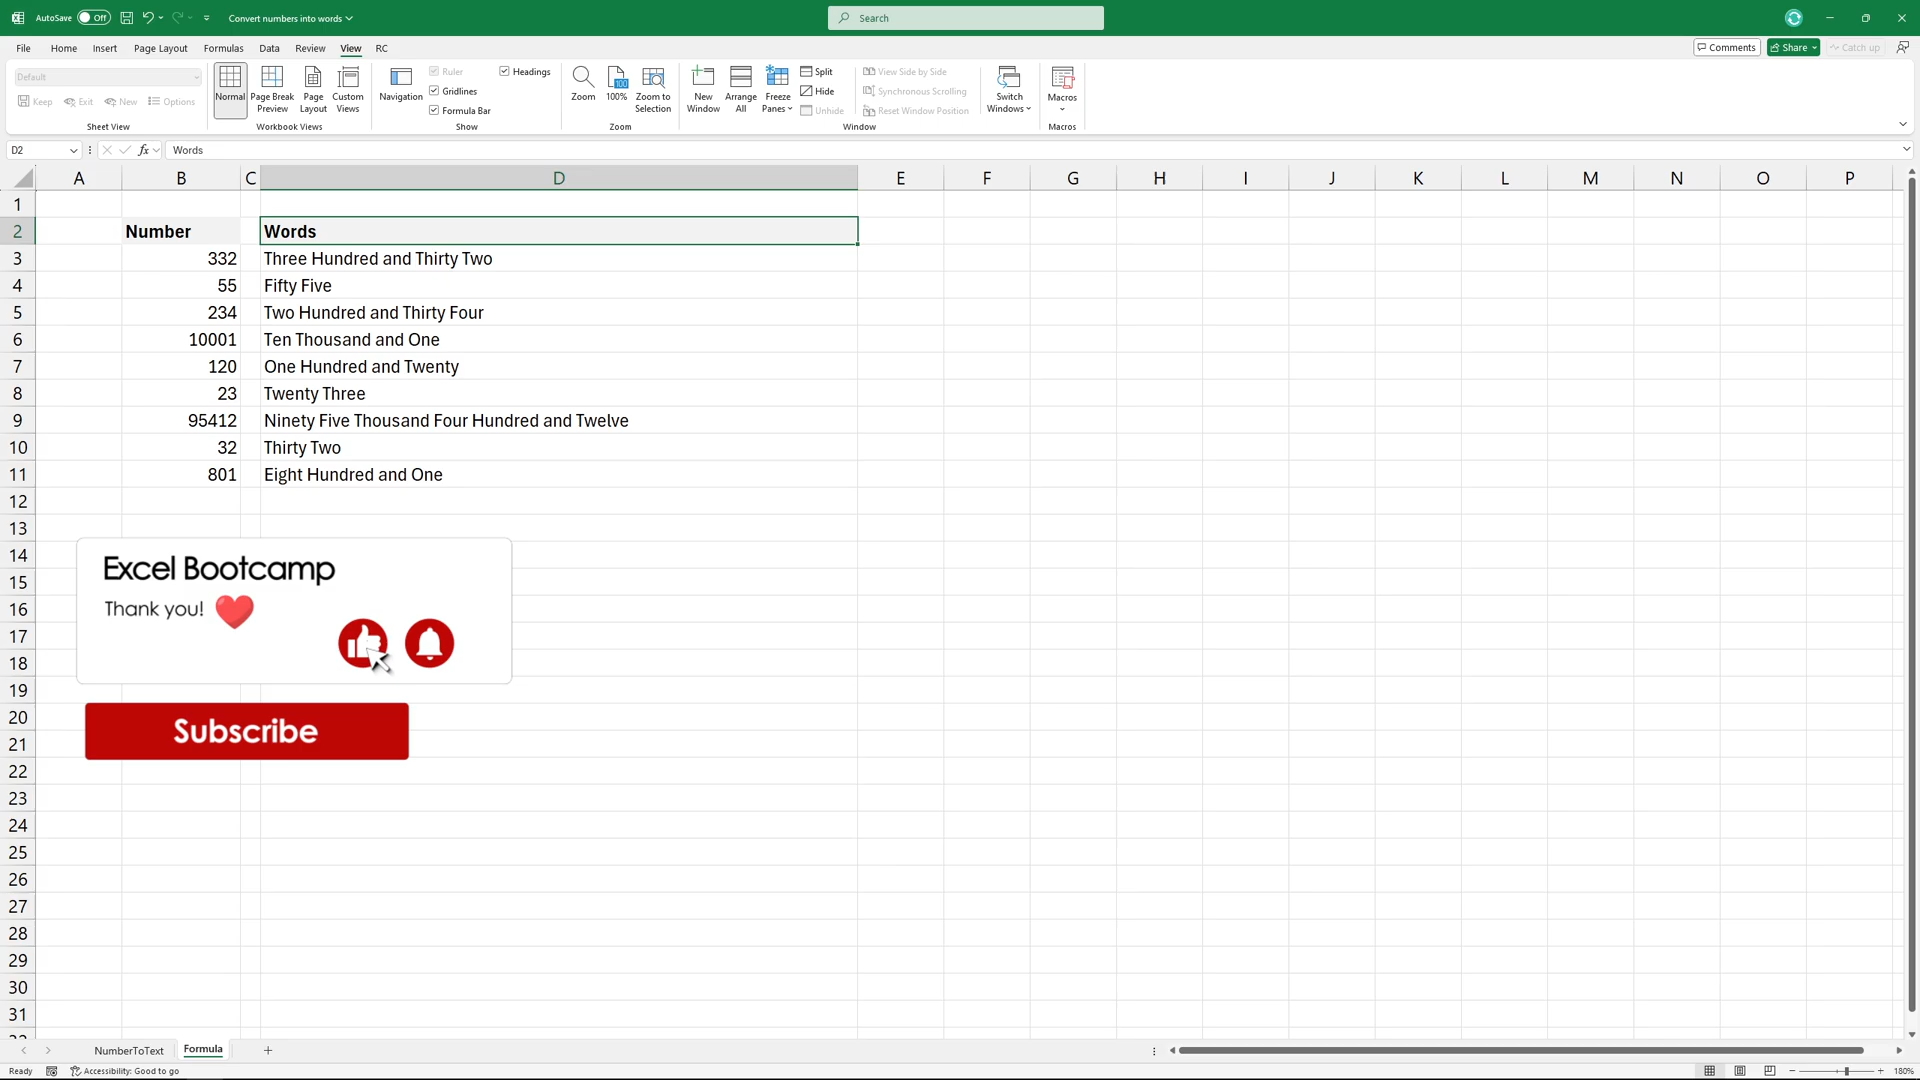 AutoSave Off Convert numbers into words Search
File Home Insert Page Layout Formulas Data Review View RC Comments Share Catch up
Default
Keep Exit New Options
Sheet View
Normal Page Break Preview Page Layout Custom Views
Workbook Views
Navigation Ruler Gridlines Formula Bar Headings
Show
Zoom 100% Zoom to Selection
Zoom
New Window Arrange All Freeze Panes Split Hide Unhide View Side by Side Synchronous Scrolling Reset Window Position Switch Windows
Window
Macros
Macros
D2 fx Words
A B C D E F G H I J K L M N O P
1
2 Number Words
3 332 Three Hundred and Thirty Two
4 55 Fifty Five
5 234 Two Hundred and Thirty Four
6 10001 Ten Thousand and One
7 120 One Hundred and Twenty
8 23 Twenty Three
9 95412 Ninety Five Thousand Four Hundred and Twelve
10 32 Thirty Two
11 801 Eight Hundred and One
12
13
14
15
16
17
18
19
20
21
22
23
24
25
26
27
28
29
30
31
Excel Bootcamp
Thank you!
Subscribe
NumberToText Formula
Ready Accessibility: Good to go 180%